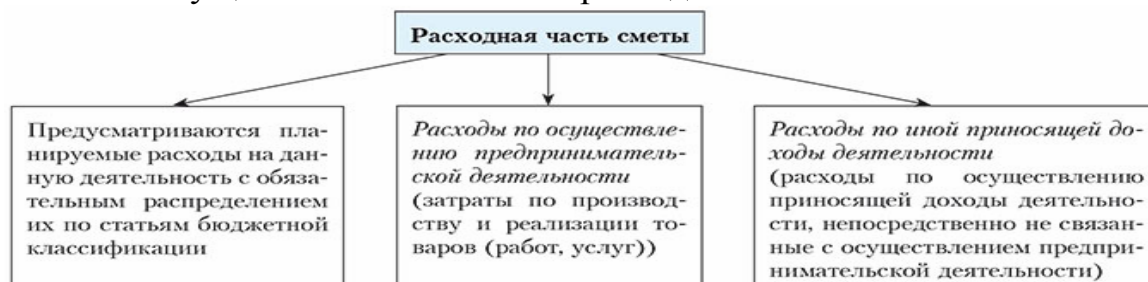 Расходная часть сметы
Предусматриваются пла-
нируемые расходы на дан-
ную деятельность с обяза-
тельным распределением
их по статьям бюджетной
классификации
Расходы по осуществле-
нию предприниматель-
ской деятельности
(затраты по производ-
ству и реализации то-
варов (работ, услуг))
Расходы по иной приносящей до-
ходы деятельности
(расходы по осуществлению
приносящей доходы деятельно-
сти, непосредственно не связан-
ные с осуществлением предпри-
нимательской деятельности)